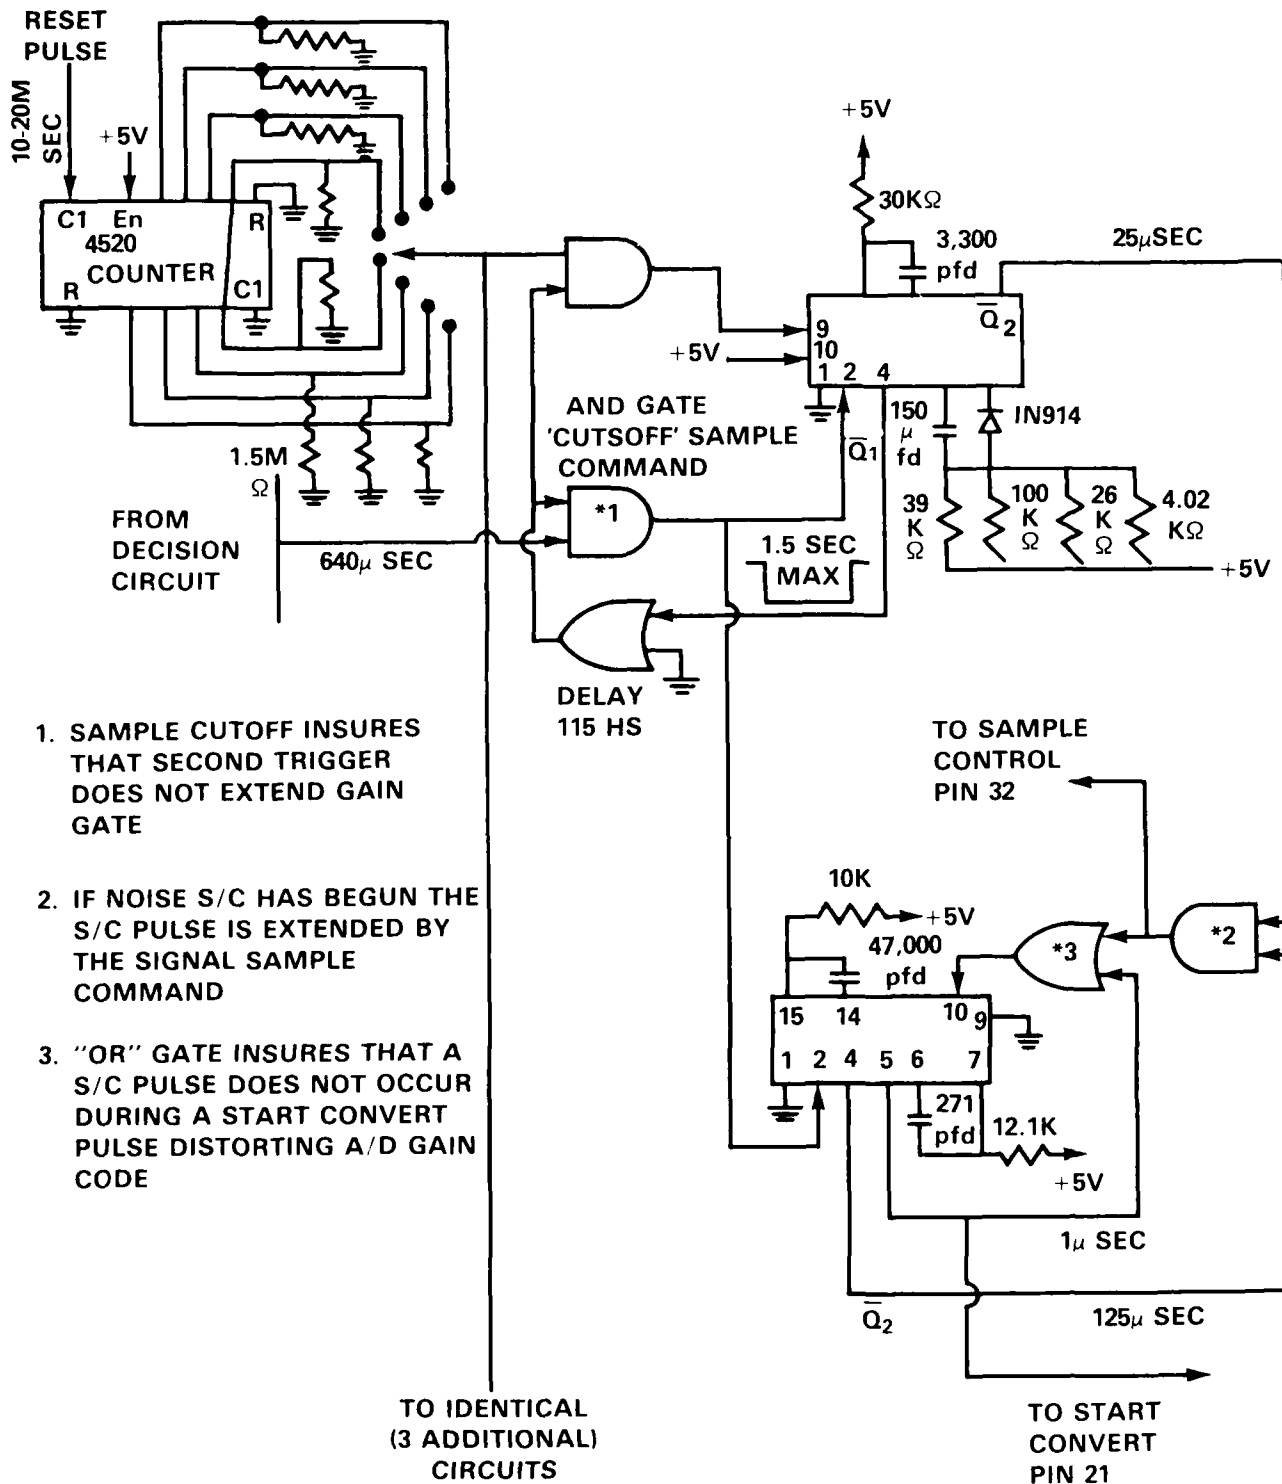 RESET
PULSE
10-20M
SEC
+5V
C1 En
R
4520
COUNTER
R
C1
1.5M
Ω
FROM
DECISION
CIRCUIT
640μ SEC
AND GATE
'CUTSOFF' SAMPLE
COMMAND
*1
DELAY
115 HS
+5V
30KΩ
3,300
pfd
25μSEC
Q̅2
9
10
+5V
1 2 4
Q̅1
150
μ
fd
IN914
39
K
Ω
100
K
Ω
26
K
Ω
4.02
KΩ
+5V
1.5 SEC
MAX
1. SAMPLE CUTOFF INSURES
THAT SECOND TRIGGER
DOES NOT EXTEND GAIN
GATE
2. IF NOISE S/C HAS BEGUN THE
S/C PULSE IS EXTENDED BY
THE SIGNAL SAMPLE
COMMAND
3. "OR" GATE INSURES THAT A
S/C PULSE DOES NOT OCCUR
DURING A START CONVERT
PULSE DISTORTING A/D GAIN
CODE
TO SAMPLE
CONTROL
PIN 32
10K
+5V
47,000
pfd
*3
*2
15 14 10 9
1 2 4 5 6 7
271
pfd
12.1K
+5V
1μ SEC
Q̅2
125μ SEC
TO IDENTICAL
(3 ADDITIONAL)
CIRCUITS
TO START
CONVERT
PIN 21